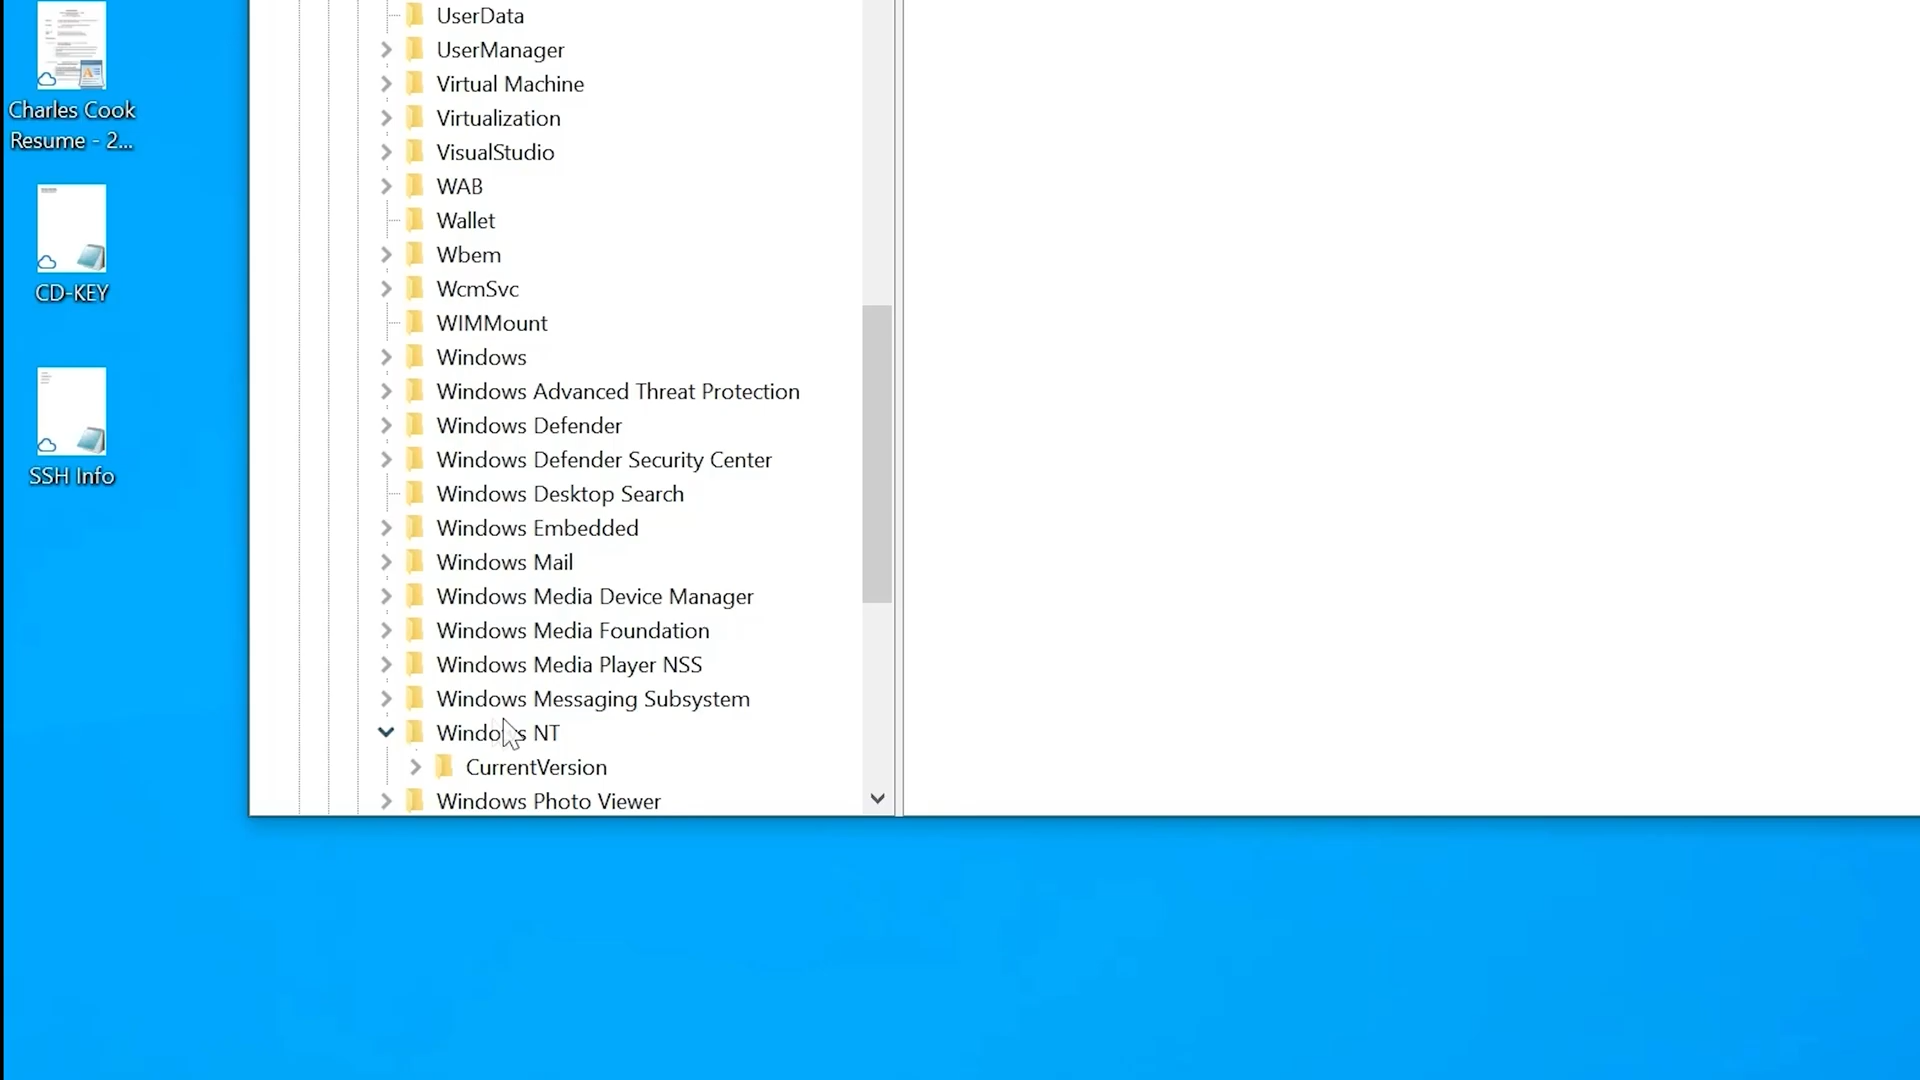 Charles Cook
Resume - 2...
CD-KEY
SSH Info
UserData
UserManager
Virtual Machine
Virtualization
VisualStudio
WAB
Wallet
Wbem
WcmSvc
WIMMount
Windows
Windows Advanced Threat Protection
Windows Defender
Windows Defender Security Center
Windows Desktop Search
Windows Embedded
Windows Mail
Windows Media Device Manager
Windows Media Foundation
Windows Media Player NSS
Windows Messaging Subsystem
Windows NT
CurrentVersion
Windows Photo Viewer